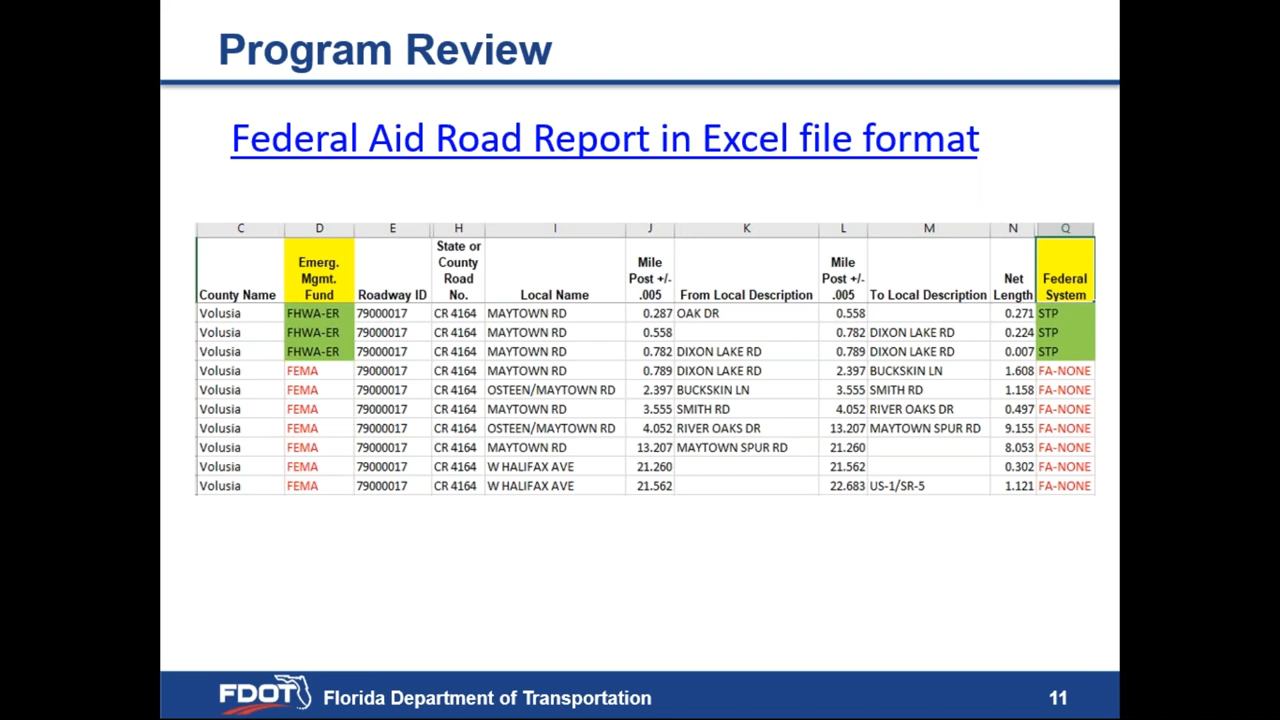 Program Review
Federal Aid Road Report in Excel file format
C D E H I J K L M N Q
County Name Emerg. Mgmt. Fund Roadway ID State or County Road No. Local Name Mile Post +/- .005 From Local Description Mile Post +/- .005 To Local Description Net Length Federal System
Volusia FHWA-ER 79000017 CR 4164 MAYTOWN RD 0.287 OAK DR 0.558 0.271 STP
Volusia FHWA-ER 79000017 CR 4164 MAYTOWN RD 0.558 0.782 DIXON LAKE RD 0.224 STP
Volusia FHWA-ER 79000017 CR 4164 MAYTOWN RD 0.782 DIXON LAKE RD 0.789 DIXON LAKE RD 0.007 STP
Volusia FEMA 79000017 CR 4164 MAYTOWN RD 0.789 DIXON LAKE RD 2.397 BUCKSKIN LN 1.608 FA-NONE
Volusia FEMA 79000017 CR 4164 OSTEEN/MAYTOWN RD 2.397 BUCKSKIN LN 3.555 SMITH RD 1.158 FA-NONE
Volusia FEMA 79000017 CR 4164 MAYTOWN RD 3.555 SMITH RD 4.052 RIVER OAKS DR 0.497 FA-NONE
Volusia FEMA 79000017 CR 4164 OSTEEN/MAYTOWN RD 4.052 RIVER OAKS DR 13.207 MAYTOWN SPUR RD 9.155 FA-NONE
Volusia FEMA 79000017 CR 4164 MAYTOWN RD 13.207 MAYTOWN SPUR RD 21.260 8.053 FA-NONE
Volusia FEMA 79000017 CR 4164 W HALIFAX AVE 21.260 21.562 0.302 FA-NONE
Volusia FEMA 79000017 CR 4164 W HALIFAX AVE 21.562 22.683 US-1/SR-5 1.121 FA-NONE
FDOT Florida Department of Transportation 11